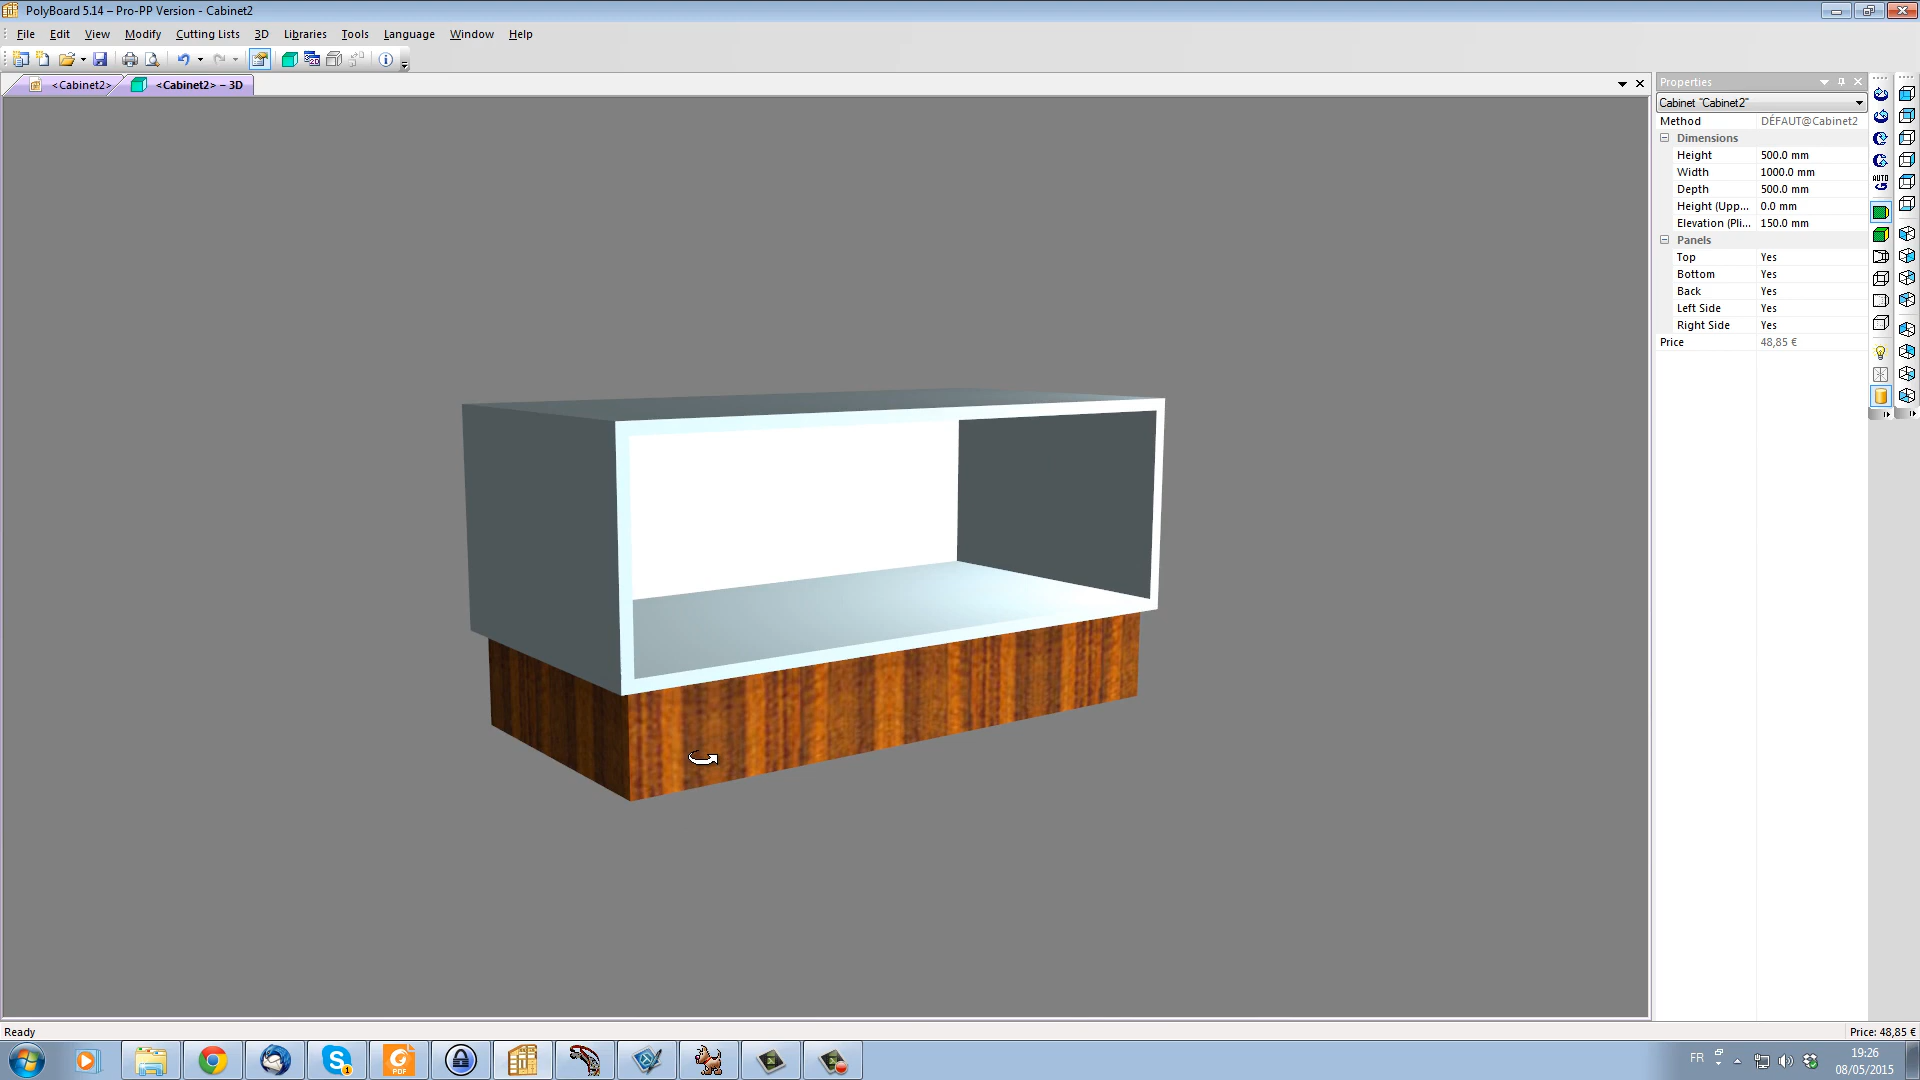 PolyBoard 5.14 – Pro-PP Version - Cabinet2
File Edit View Modify Cutting Lists 3D Libraries Tools Language Window Help
<Cabinet2> <Cabinet2> – 3D
Properties
Cabinet "Cabinet2"
Method DÉFAUT@Cabinet2
Dimensions
Height 500.0 mm
Width 1000.0 mm
Depth 500.0 mm
Height (Upp... 0.0 mm
Elevation (Pli... 150.0 mm
Panels
Top Yes
Bottom Yes
Back Yes
Left Side Yes
Right Side Yes
Price 48,85 €
AUTO
Ready
Price: 48,85 €
PDF
1
FR
19:26
08/05/2015